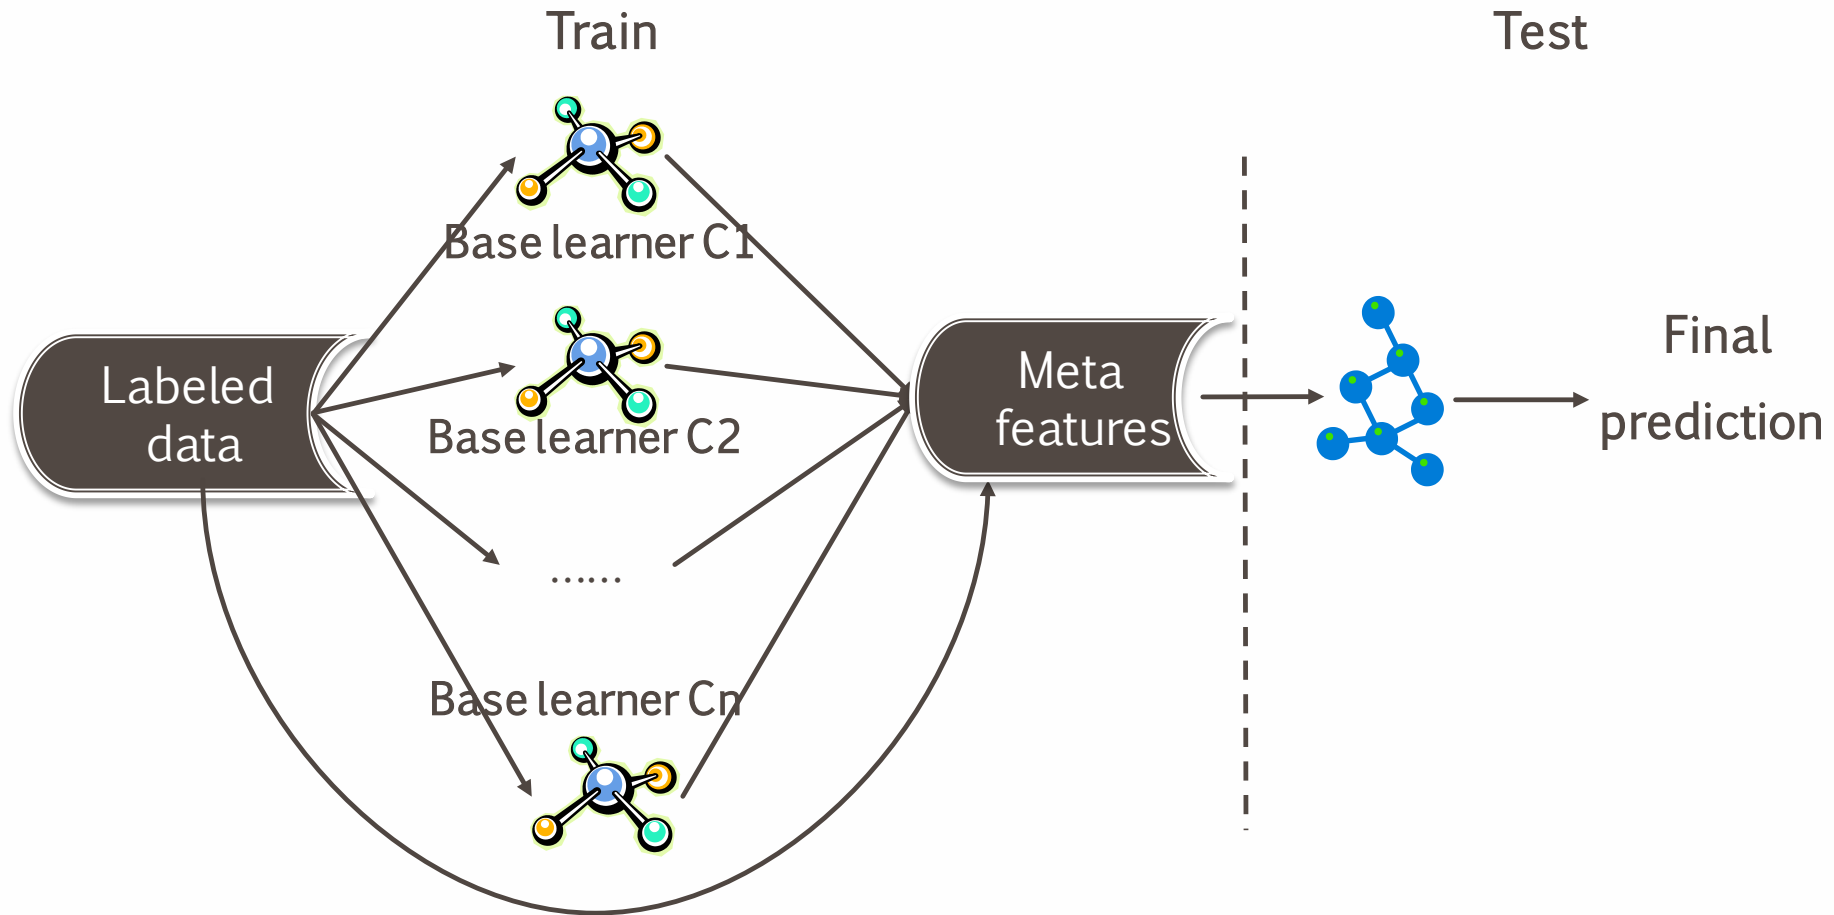 Train
Test
Base learner C1
Labeled
data
Base learner C2
Meta
features
Final
prediction
......
Base learner Cn